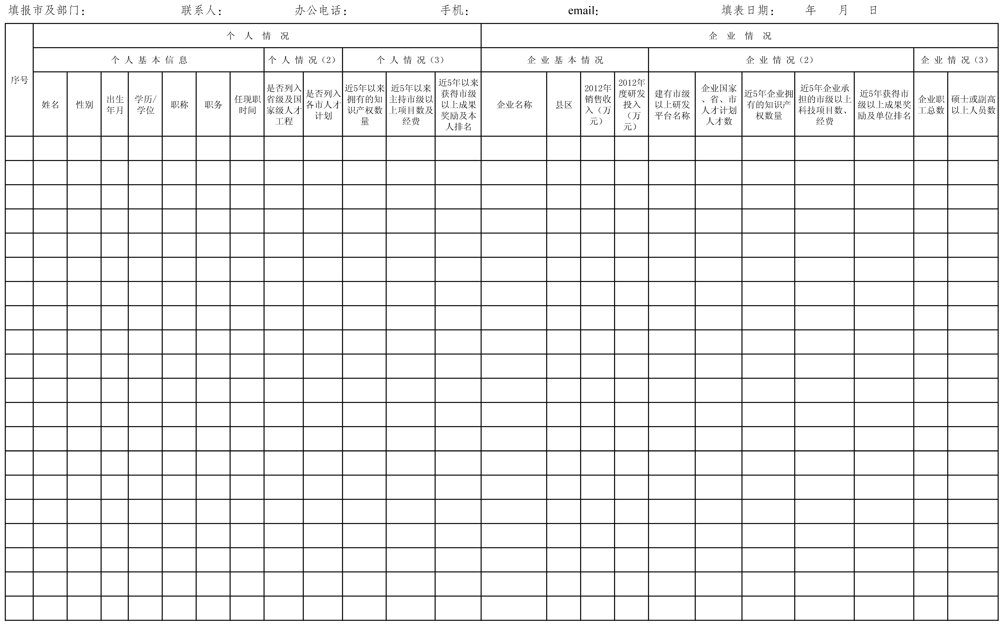 填报市及部门： 联系人： 办公电话： 手机： email： 填表日期： 年 月 日
序号
个 人 情 况
企 业 情 况
个 人 基 本 信 息
个 人 情 况（2）
个 人 情 况（3）
企 业 基 本 情 况
企 业 情 况（2）
企 业 情 况（3）
姓名
性别
出生
年月
学历/
学位
职称
职务
任现职
时间
是否列入
省级及国
家级人才
工程
是否列入
各市人才
计划
近5年以来
拥有的知
识产权数
量
近5年以来
主持市级以
上项目数及
经费
近5年以来
获得市级
以上成果
奖励及本
人排名
企业名称
县区
2012年
销售收
入（万
元）
2012年
度研发
投入
（万
元）
建有市级
以上研发
平台名称
企业国家
、省、市
人才计划
人才数
近5年企业拥
有的知识产
权数量
近5年企业承
担的市级以上
科技项目数、
经费
近5年获得市
级以上成果奖
励及单位排名
企业职
工总数
硕士或副高
以上人员数